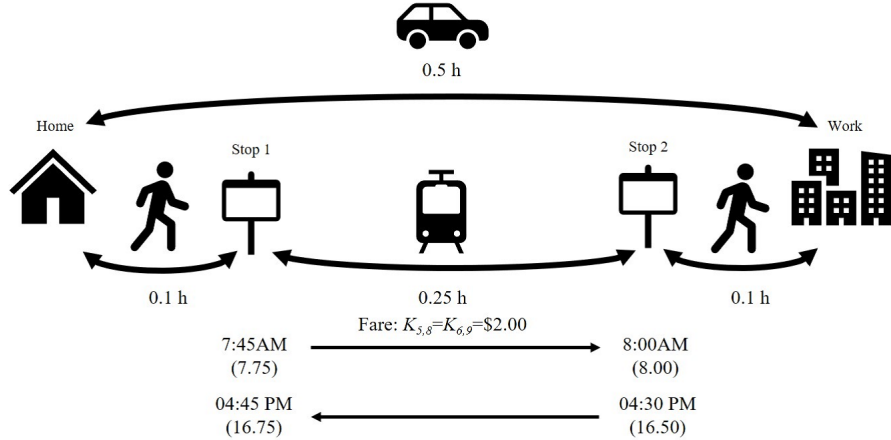 0.5 h
Home
Work
Stop 1
Stop 2
0.1 h
0.25 h
0.1 h
Fare: K5,8=K6,9=$2.00
7:45AM
8:00AM
(7.75)
(8.00)
04:45 PM
04:30 PM
(16.75)
(16.50)